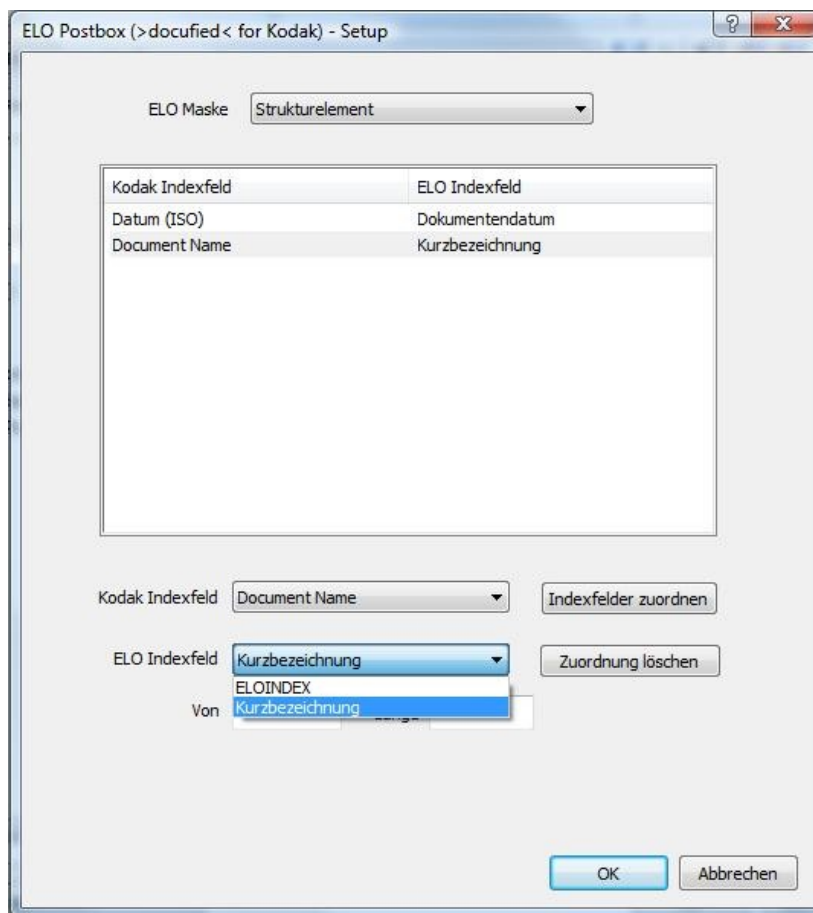 ELO Postbox (>docufied< for Kodak) - Setup
ELO Maske Strukturelement
Kodak Indexfeld ELO Indexfeld
Datum (ISO) Dokumentendatum
Document Name Kurzbezeichnung
Kodak Indexfeld Document Name Indexfelder zuordnen
ELO Indexfeld Kurzbezeichnung Zuordnung löschen
ELOINDEX
Von Kurzbezeichnung
OK Abbrechen